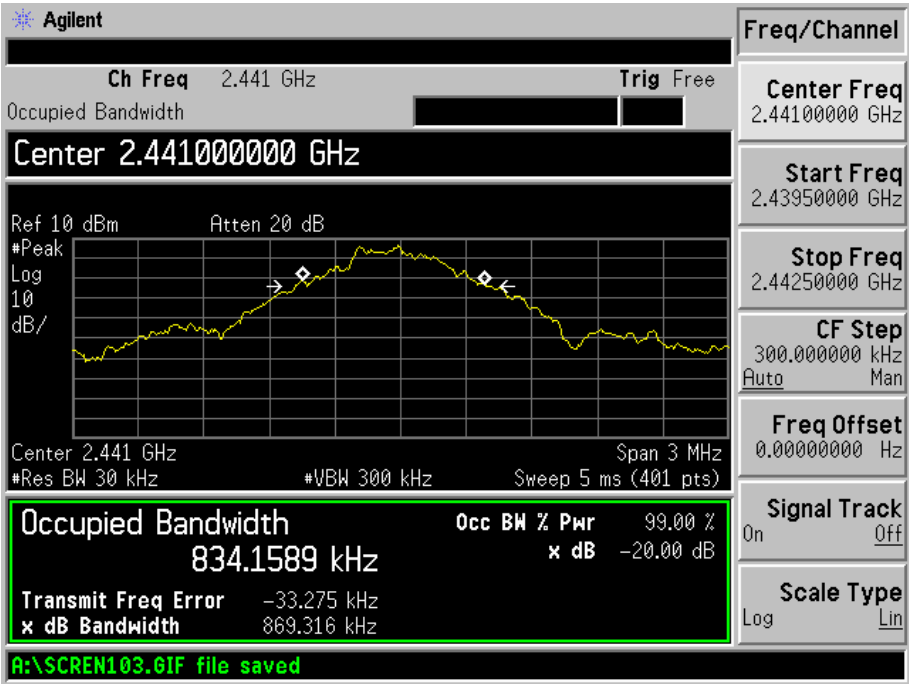 Agilent
Freq/Channel
Ch Freq 2.441 GHz Trig Free
Occupied Bandwidth
Center 2.441000000 GHz
Ref 10 dBm Atten 20 dB
#Peak
Log
10
dB/
Center 2.441 GHz Span 3 MHz
#Res BW 30 kHz #VBW 300 kHz Sweep 5 ms (401 pts)
Occupied Bandwidth
834.1589 kHz
Occ BW % Pwr 99.00 %
x dB -20.00 dB
Transmit Freq Error -33.275 kHz
x dB Bandwidth 869.316 kHz
A:\SCREN103.GIF file saved
Center Freq
2.44100000 GHz
Start Freq
2.43950000 GHz
Stop Freq
2.44250000 GHz
CF Step
300.000000 kHz
Auto Man
Freq Offset
0.00000000 Hz
Signal Track
On Off
Scale Type
Log Lin